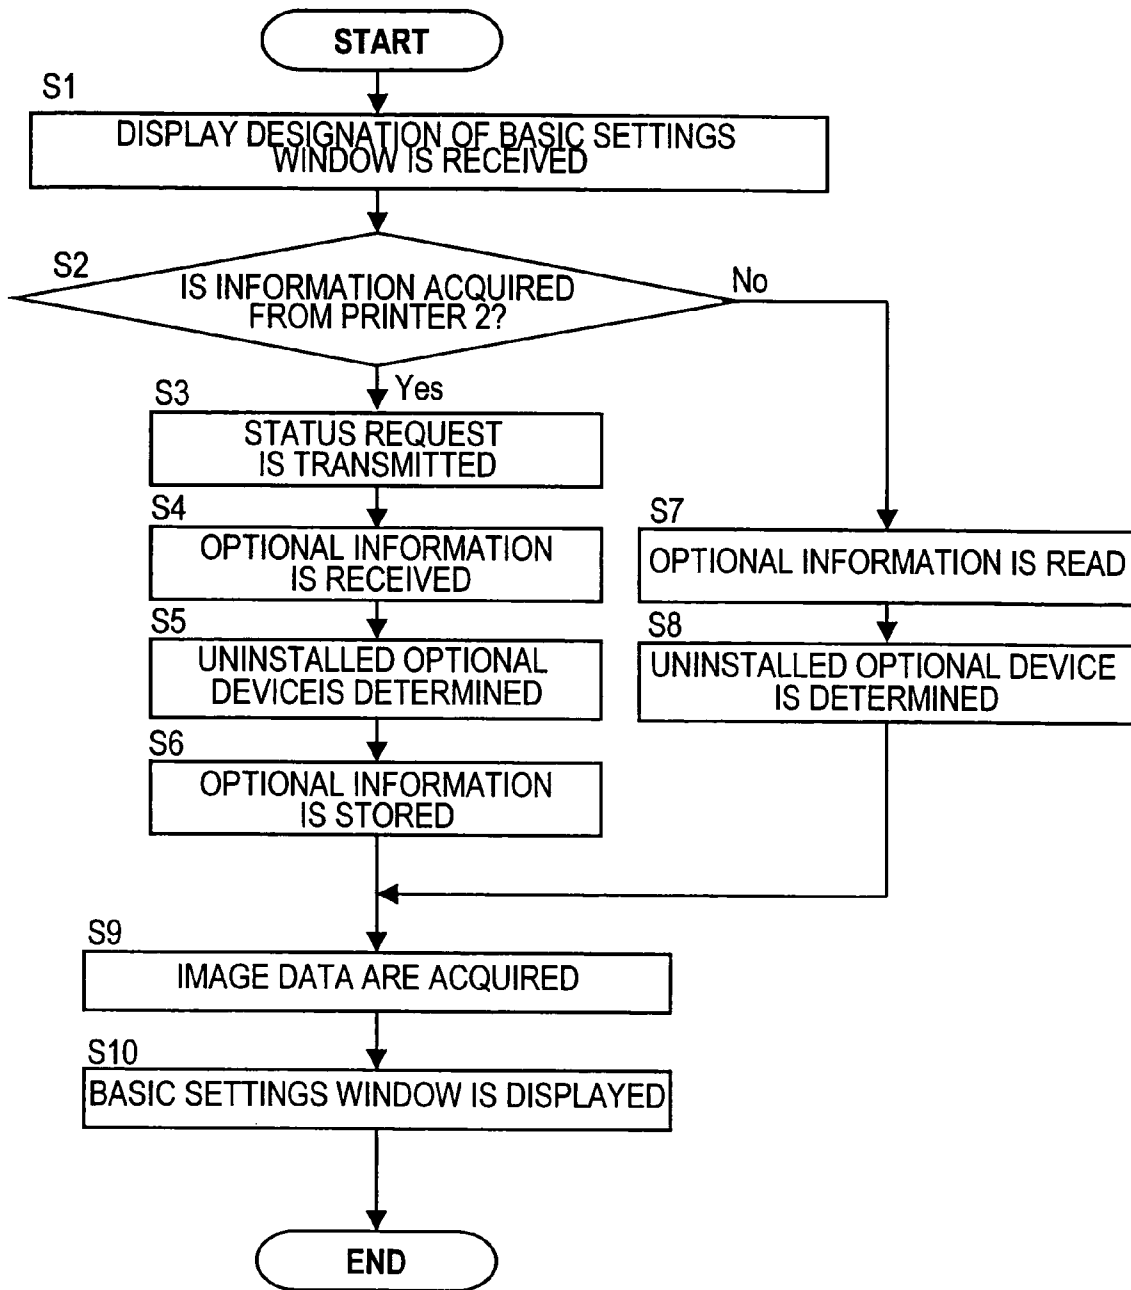 START
S1
DISPLAY DESIGNATION OF BASIC SETTINGS
WINDOW IS RECEIVED
S2
IS INFORMATION ACQUIRED
FROM PRINTER 2?
No
Yes
S3
STATUS REQUEST
IS TRANSMITTED
S4
OPTIONAL INFORMATION
IS RECEIVED
S5
UNINSTALLED OPTIONAL
DEVICEIS DETERMINED
S6
OPTIONAL INFORMATION
IS STORED
S7
OPTIONAL INFORMATION IS READ
S8
UNINSTALLED OPTIONAL DEVICE
IS DETERMINED
S9
IMAGE DATA ARE ACQUIRED
S10
BASIC SETTINGS WINDOW IS DISPLAYED
END